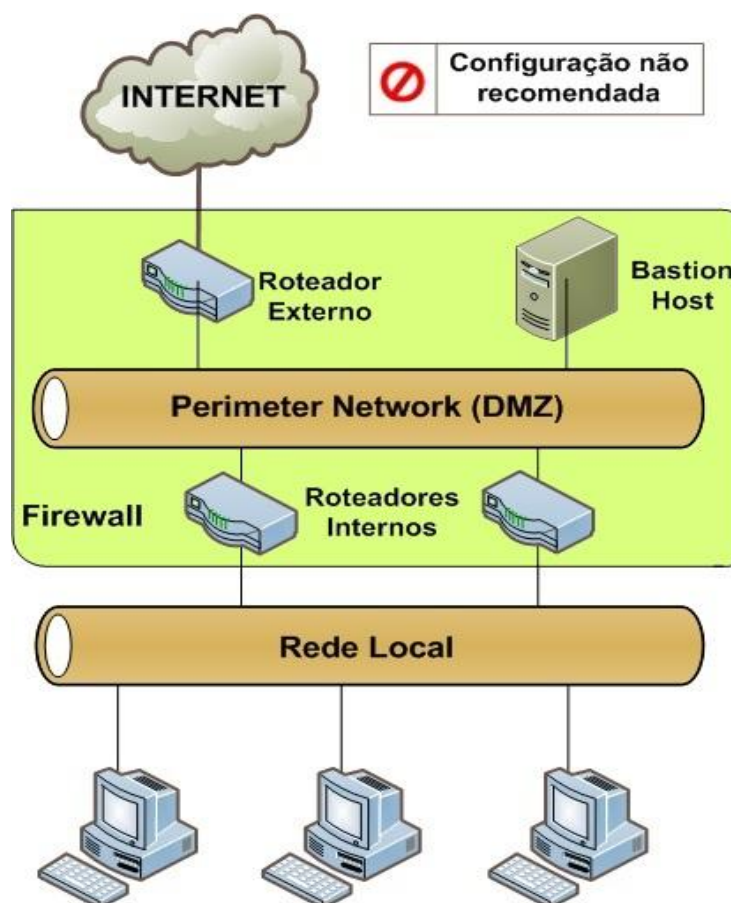 INTERNET
Configuração não
recomendada
Roteador
Externo
Bastion
Host
Perimeter Network (DMZ)
Firewall
Roteadores
Internos
Rede Local